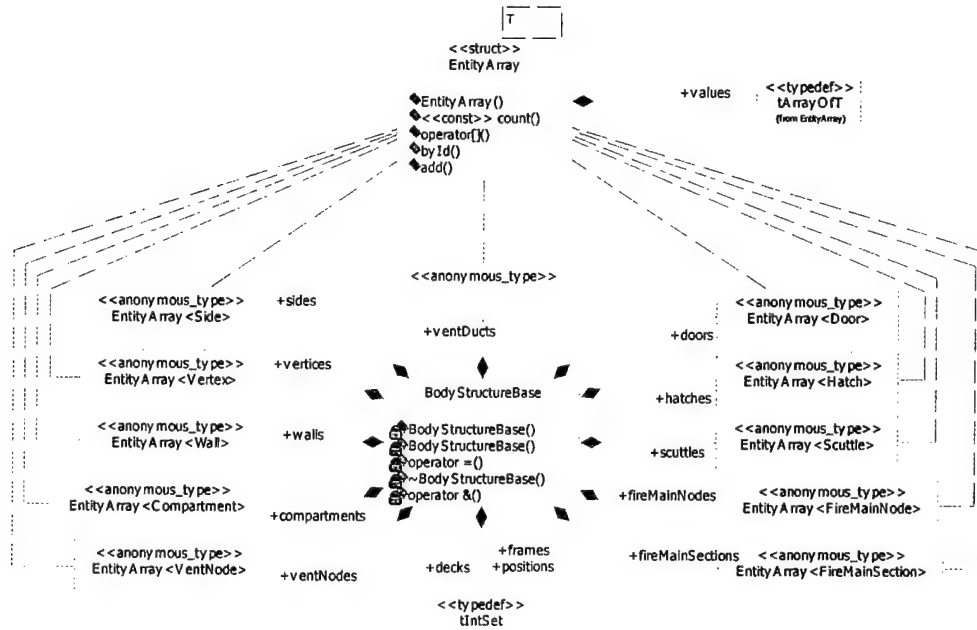 T
<<struct>>
EntityArray
EntityArray()
<<const>> count()
operator[]()
byId()
add()
+values
<<typedef>>
tArrayOfT
(from EntityArray)
<<anonymous_type>>
<<anonymous_type>>
EntityArray<Side>
+sides
+ventDucts
+doors
<<anonymous_type>>
EntityArray<Door>
<<anonymous_type>>
EntityArray<Vertex>
+vertices
BodyStructureBase
+hatches
<<anonymous_type>>
EntityArray<Hatch>
<<anonymous_type>>
EntityArray<Wall>
+walls
BodyStructureBase()
BodyStructureBase()
operator =()
~BodyStructureBase()
operator &()
+scuttles
<<anonymous_type>>
EntityArray<Scuttle>
<<anonymous_type>>
EntityArray<Compartment>
+compartments
+fireMainNodes
<<anonymous_type>>
EntityArray<FireMainNode>
<<anonymous_type>>
EntityArray<VentNode>
+ventNodes
+decks
+frames
+positions
+fireMainSections
<<anonymous_type>>
EntityArray<FireMainSection>
<<typedef>>
tIntSet